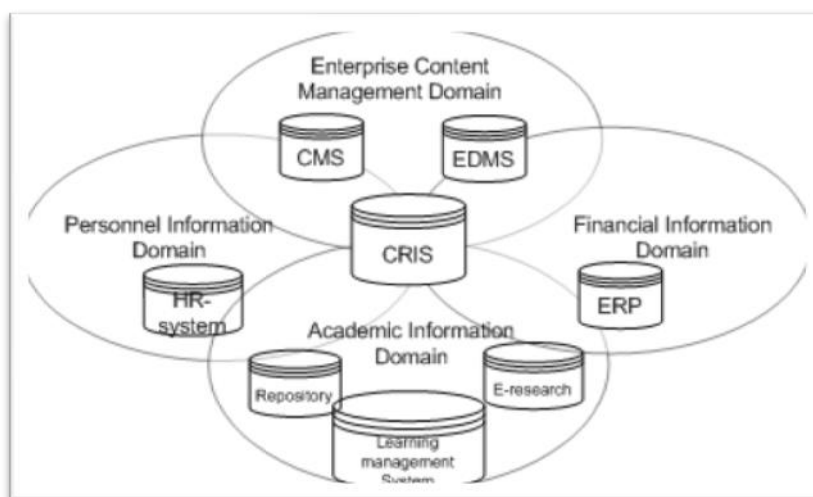 Enterprise Content
Management Domain
CMS
EDMS
Personnel Information
Domain
CRIS
Financial Information
Domain
HR-
system
ERP
Academic Information
Domain
Repository
E-research
Learning
management
System